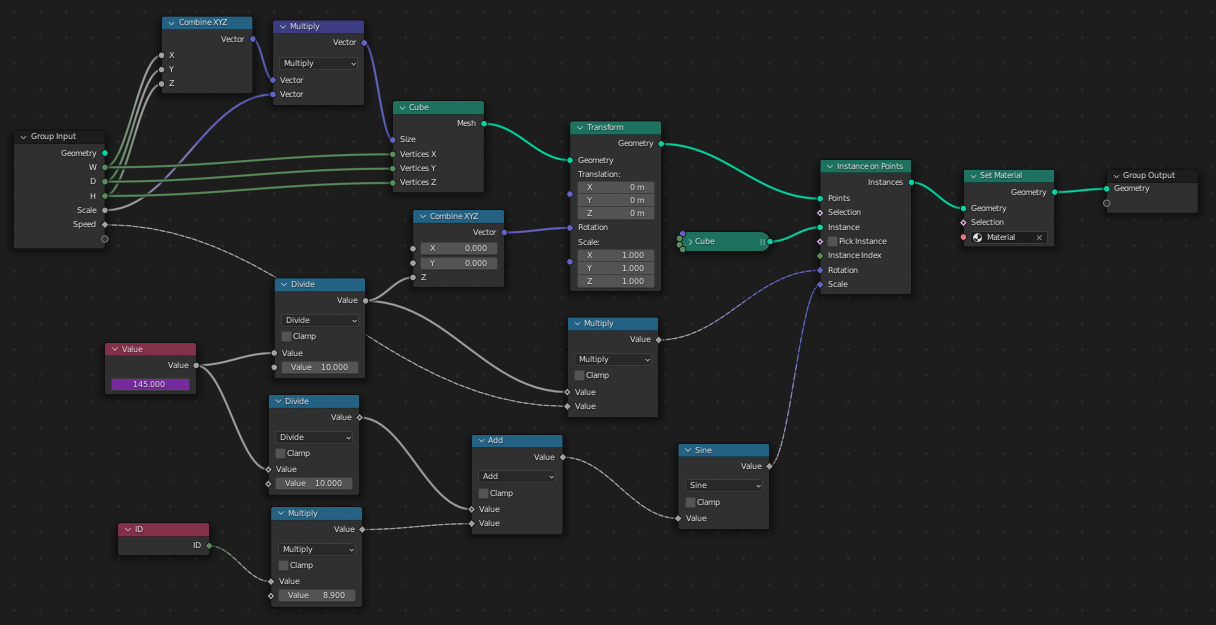 Group Input
Geometry
W
D
H
Scale
Speed
Combine XYZ
Vector
X
Y
Z
Multiply
Vector
Multiply
Vector
Vector
Cube
Mesh
Size
Vertices X
Vertices Y
Vertices Z
Combine XYZ
Vector
X 0.000
Y 0.000
Z
Transform
Geometry
Geometry
Translation:
X 0 m
Y 0 m
Z 0 m
Rotation
Scale:
X 1.000
Y 1.000
Z 1.000
Cube
Instance on Points
Instances
Points
Selection
Instance
Pick Instance
Instance Index
Rotation
Scale
Set Material
Geometry
Geometry
Selection
Material
Group Output
Geometry
Value
Value
145.000
Divide
Value
Divide
Clamp
Value
Value 10.000
Multiply
Value
Multiply
Clamp
Value
Value
Divide
Value
Divide
Clamp
Value
Value 10.000
ID
ID
Multiply
Value
Multiply
Clamp
Value
Value 8.900
Add
Value
Add
Clamp
Value
Value
Sine
Value
Sine
Clamp
Value